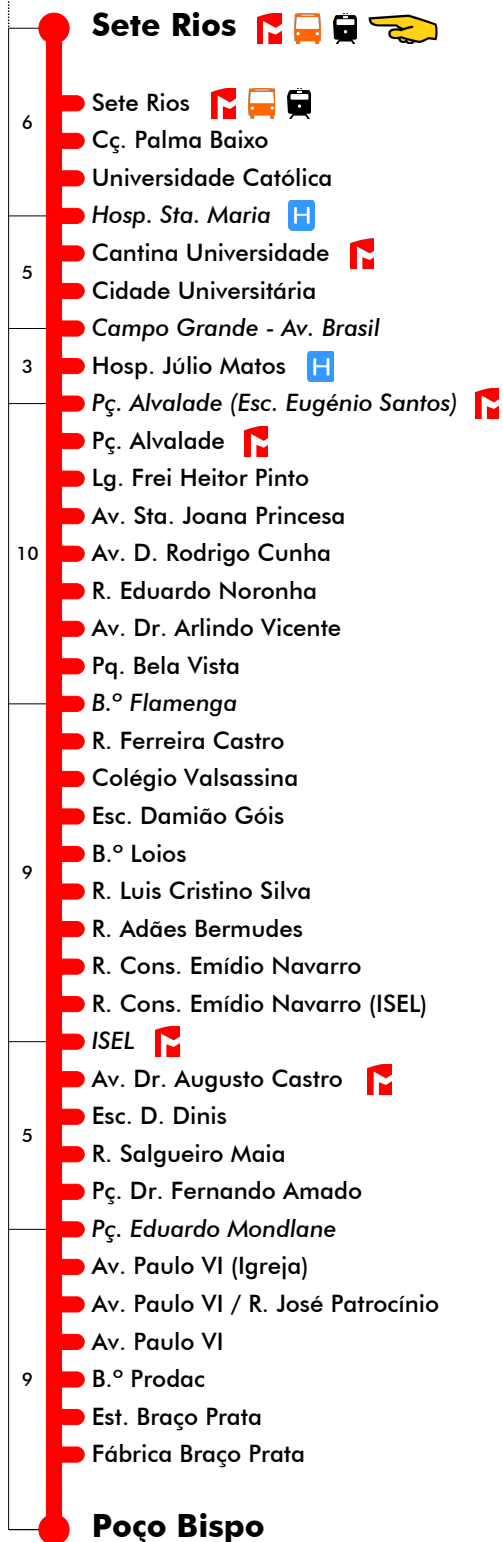 Sete Rios
Sete Rios
6
Cç. Palma Baixo
Universidade Católica
Hosp. Sta. Maria H
Cantina Universidade
5
Cidade Universitária
Campo Grande - Av. Brasil
3 Hosp. Júlio Matos H
Pç. Alvalade (Esc. Eugénio Santos)
Pç. Alvalade
Lg. Frei Heitor Pinto
Av. Sta. Joana Princesa
10 Av. D. Rodrigo Cunha
R. Eduardo Noronha
Av. Dr. Arlindo Vicente
Pq. Bela Vista
B.º Flamenga
R. Ferreira Castro
Colégio Valsassina
Esc. Damião Góis
B.º Loios
9
R. Luis Cristino Silva
R. Adães Bermudes
R. Cons. Emídio Navarro
R. Cons. Emídio Navarro (ISEL)
ISEL
Av. Dr. Augusto Castro
Esc. D. Dinis
5
R. Salgueiro Maia
Pç. Dr. Fernando Amado
Pç. Eduardo Mondlane
Av. Paulo VI (Igreja)
Av. Paulo VI / R. José Patrocínio
Av. Paulo VI
9 B.º Prodac
Est. Braço Prata
Fábrica Braço Prata
Poço Bispo